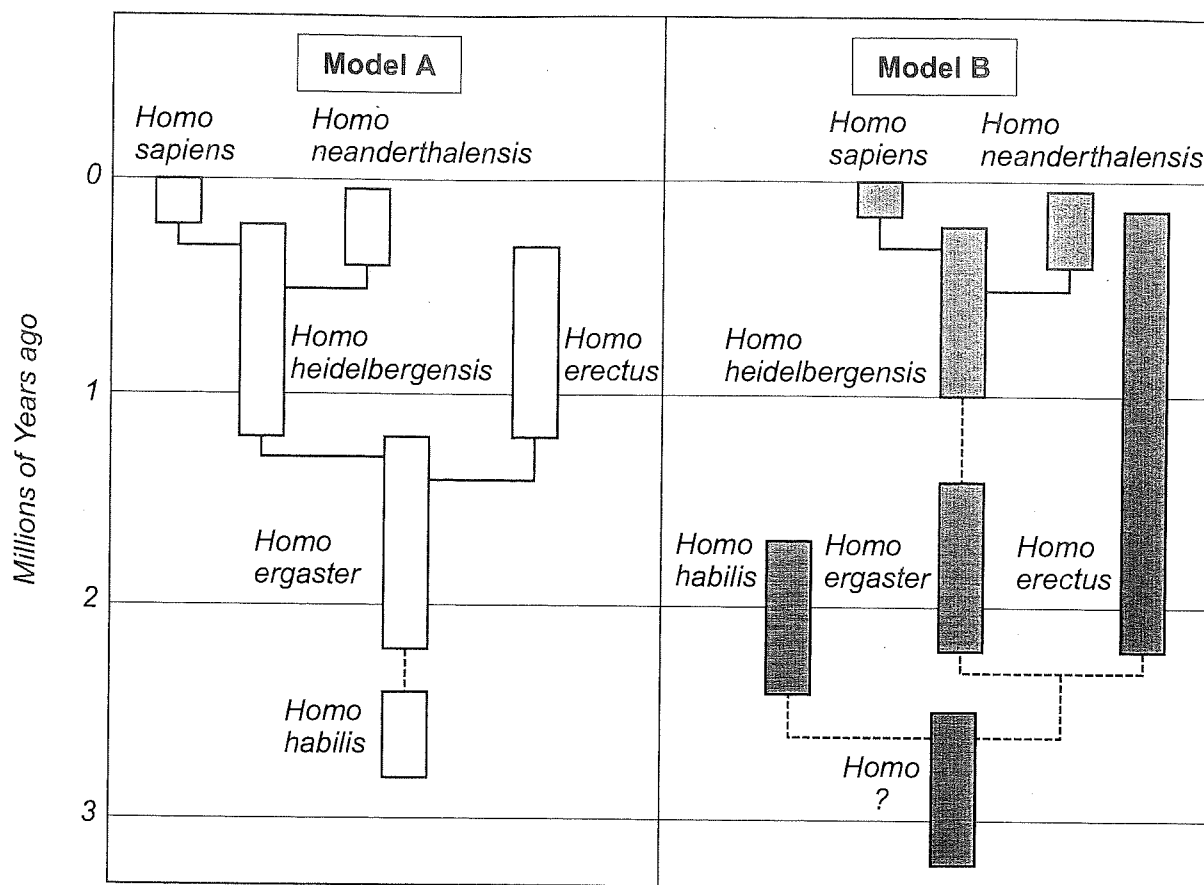 Model A
Homo
sapiens
Homo
neanderthalensis
Homo
heidelbergensis
Homo
erectus
Homo
ergaster
Homo
habilis
Model B
Homo
sapiens
Homo
neanderthalensis
Homo
heidelbergensis
Homo
habilis
Homo
ergaster
Homo
erectus
Homo
?
0
1
2
3
Millions of Years ago